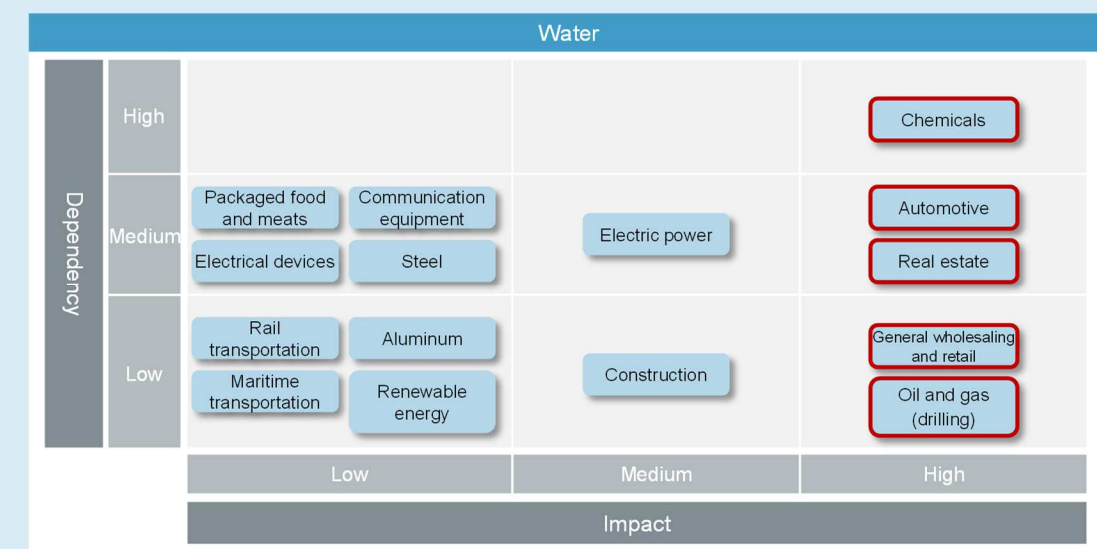 Water
Dependency
High
Chemicals
Medium
Packaged food
and meats
Communication
equipment
Electrical devices
Steel
Electric power
Automotive
Real estate
Low
Rail
transportation
Aluminum
Maritime
transportation
Renewable
energy
Construction
General wholesaling
and retail
Oil and gas
(drilling)
Low
Medium
High
Impact